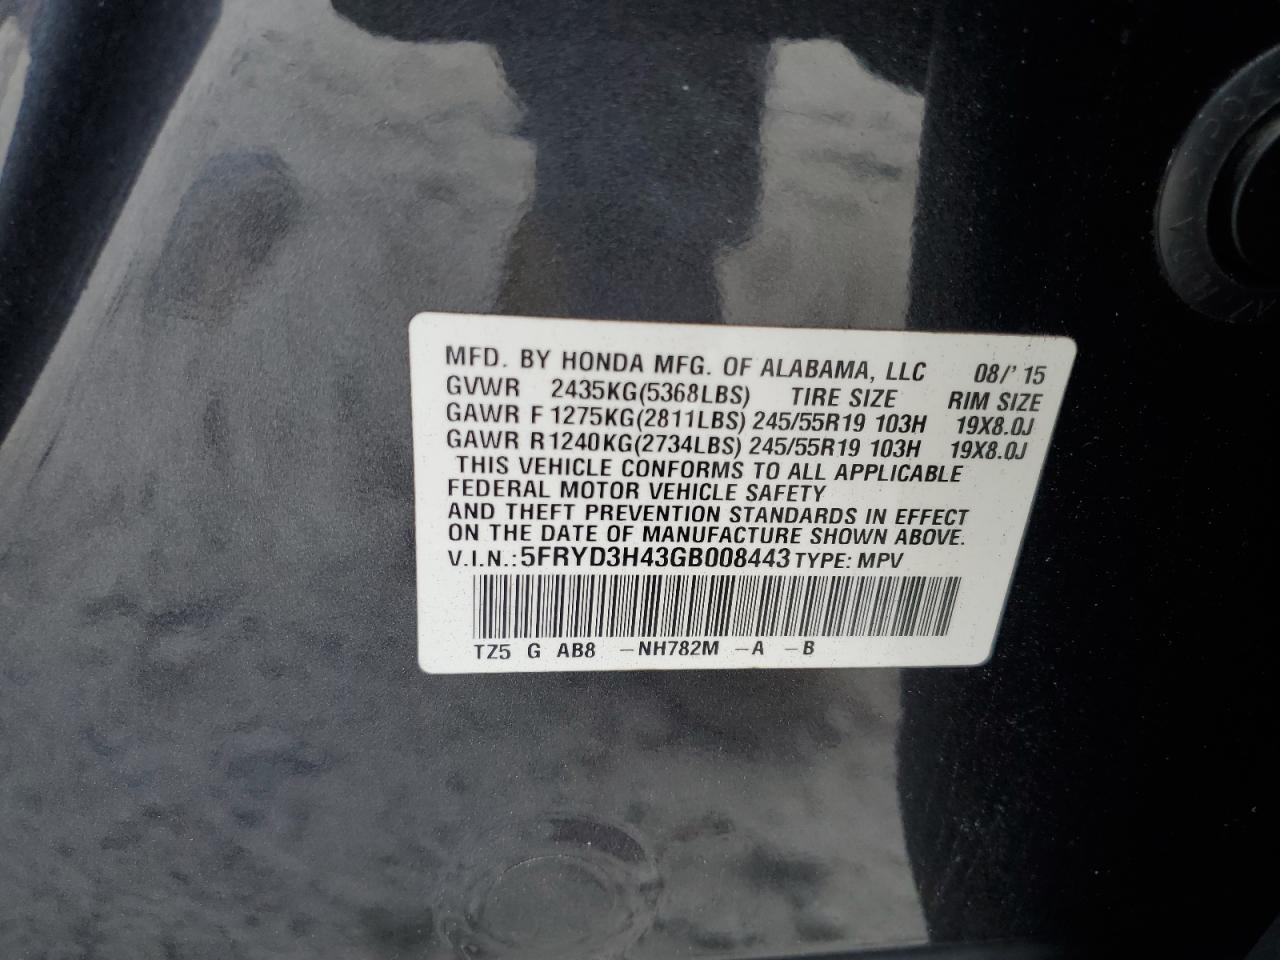 MFD. BY HONDA MFG. OF ALABAMA, LLC 08/'15
GVWR 2435KG(5368LBS) TIRE SIZE RIM SIZE
GAWR F 1275KG(2811LBS) 245/55R19 103H 19X8.0J
GAWR R 1240KG(2734LBS) 245/55R19 103H 19X8.0J
THIS VEHICLE CONFORMS TO ALL APPLICABLE
FEDERAL MOTOR VEHICLE SAFETY
AND THEFT PREVENTION STANDARDS IN EFFECT
ON THE DATE OF MANUFACTURE SHOWN ABOVE.
V.I.N.: 5FRYD3H43GB008443 TYPE: MPV
TZ5 G AB8 -NH782M -A -B